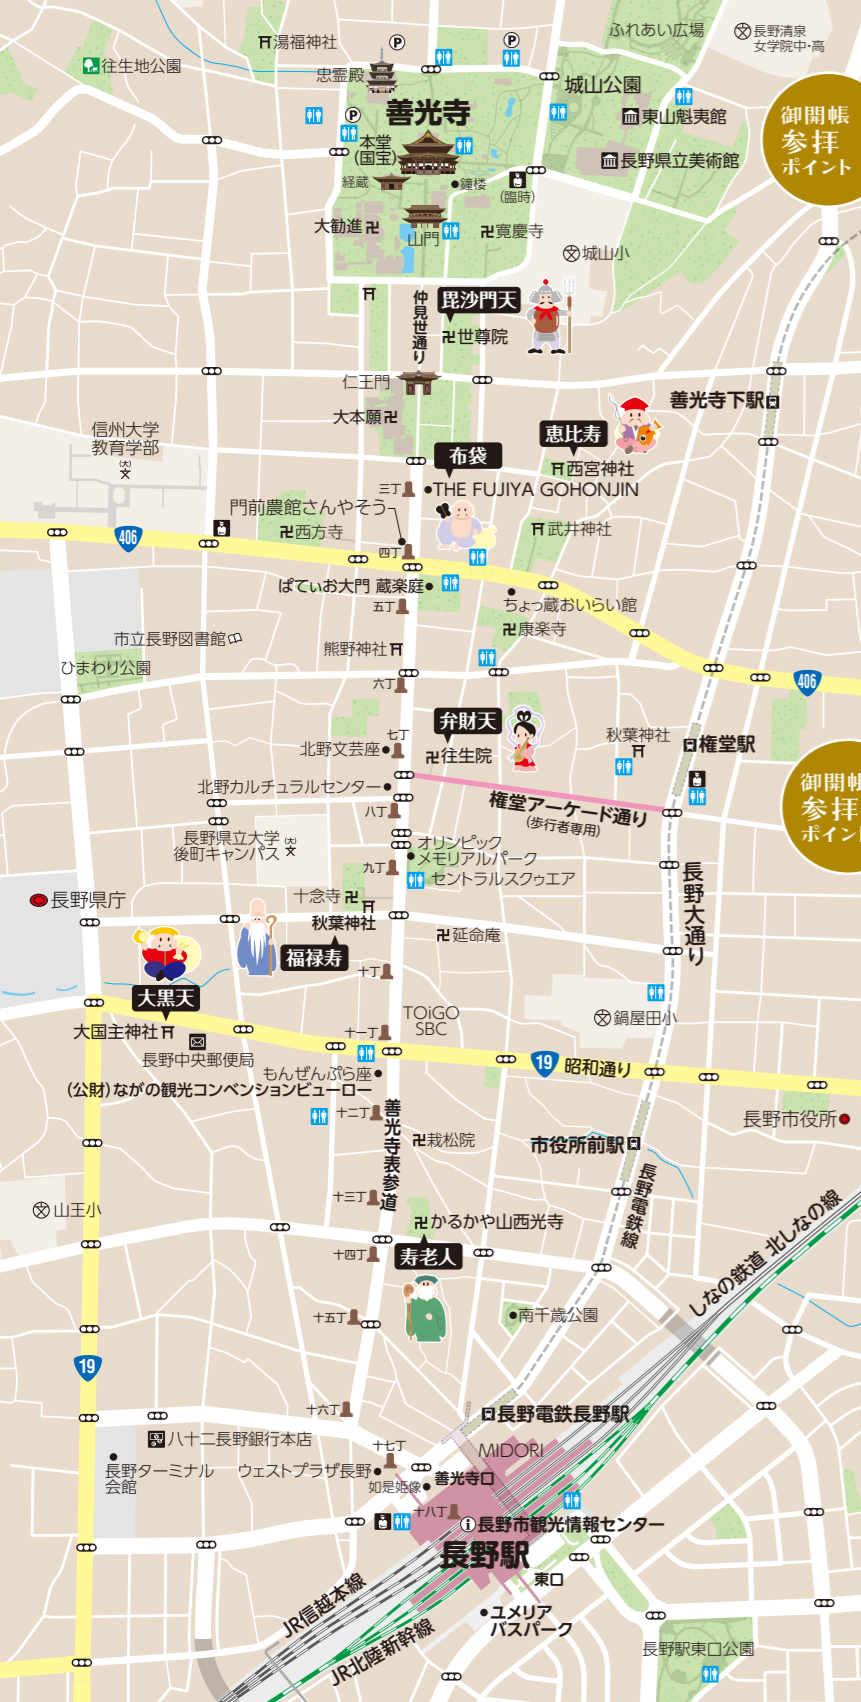 ふれあい広場
長野清泉
女学院中・高
湯福神社
P
P
往生地公園
忠霊殿
城山公園
善光寺
P
東山魁夷館
御開帳
参拝
ポイント
本堂
(国宝)
長野県立美術館
経蔵
鐘楼
(臨時)
大勧進
山門
寛慶寺
城山小
文
仲見世通り
毘沙門天
世尊院
仁王門
善光寺下駅
大本願
恵比寿
信州大学
教育学部
(大)
文
布袋
西宮神社
三丁
THE FUJIYA GOHONJIN
門前農館さんやそう
406
西方寺
武井神社
四丁
ぱてぃお大門 蔵楽庭
五丁
ちょっ蔵おいらい館
康楽寺
市立長野図書館
熊野神社
ひまわり公園
六丁
406
弁財天
七丁
秋葉神社
権堂駅
北野文芸座
往生院
御開帳
参拝
ポイント
北野カルチュラルセンター
権堂アーケード通り
(歩行者専用)
八丁
長野県立大学
後町キャンパス
(大)
文
オリンピック
メモリアルパーク
九丁
セントラルスクゥエア
長野大通り
長野県庁
十念寺
秋葉神社
延命庵
福禄寿
十丁
大黒天
大国主神社
TOiGO
SBC
鍋屋田小
文
十一丁
長野中央郵便局
19
昭和通り
もんぜんぷら座
(公財)ながの観光コンベンションビューロー
十二丁
善光寺表参道
長野市役所
栽松院
市役所前駅
長野電鉄線
十三丁
山王小
文
かるかや山西光寺
十四丁
寿老人
しなの鉄道 北しなの線
十五丁
南千歳公園
19
十六丁
長野電鉄長野駅
八十二長野銀行本店
十七丁
MIDORI
長野ターミナル
会館
ウェストプラザ長野
善光寺口
如是姫像
十八丁
長野市観光情報センター
長野駅
東口
JR信越本線
ユメリア
バスパーク
JR北陸新幹線
長野駅東口公園